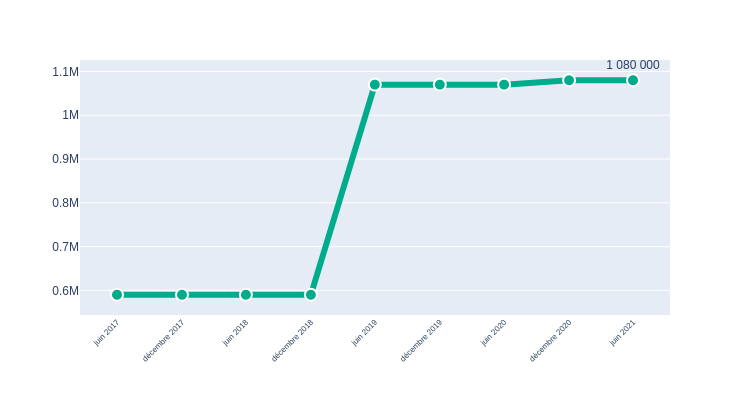 1 080 000
1.1M
1M
0.9M
0.8M
0.7M
0.6M
juin 2017
décembre 2017
juin 2018
décembre 2018
juin 2019
décembre 2019
juin 2020
décembre 2020
juin 2021